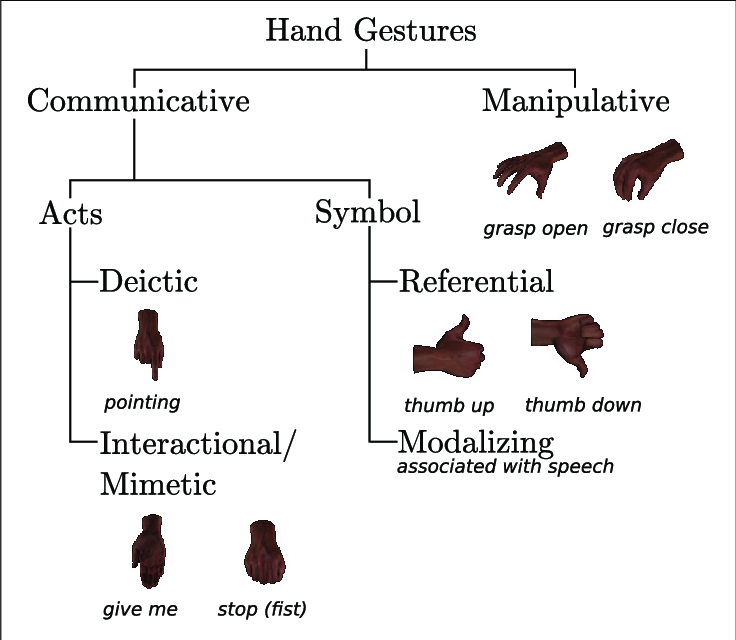 Hand Gestures
Communicative
Manipulative
grasp open
grasp close
Acts
Symbol
Deictic
pointing
Referential
thumb up
thumb down
Interactional/
Mimetic
give me
stop (fist)
Modalizing
associated with speech